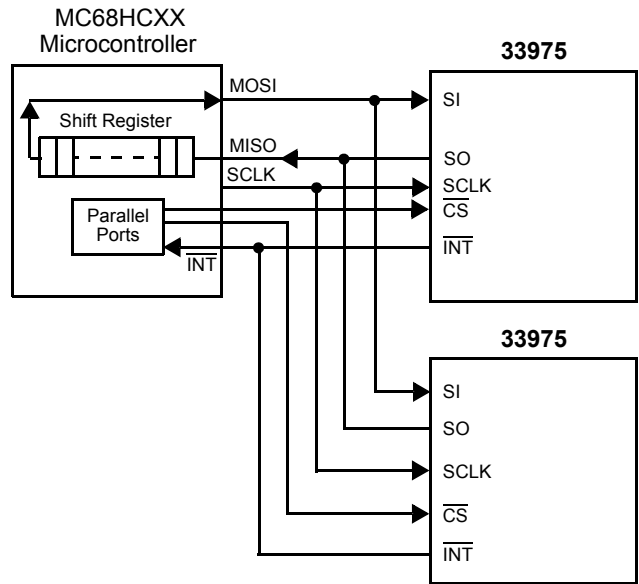 MC68HCXX
Microcontroller
33975
MOSI
SI
Shift Register
MISO
SO
SCLK
SCLK
CS
Parallel
Ports
INT
INT
33975
SI
SO
SCLK
CS
INT